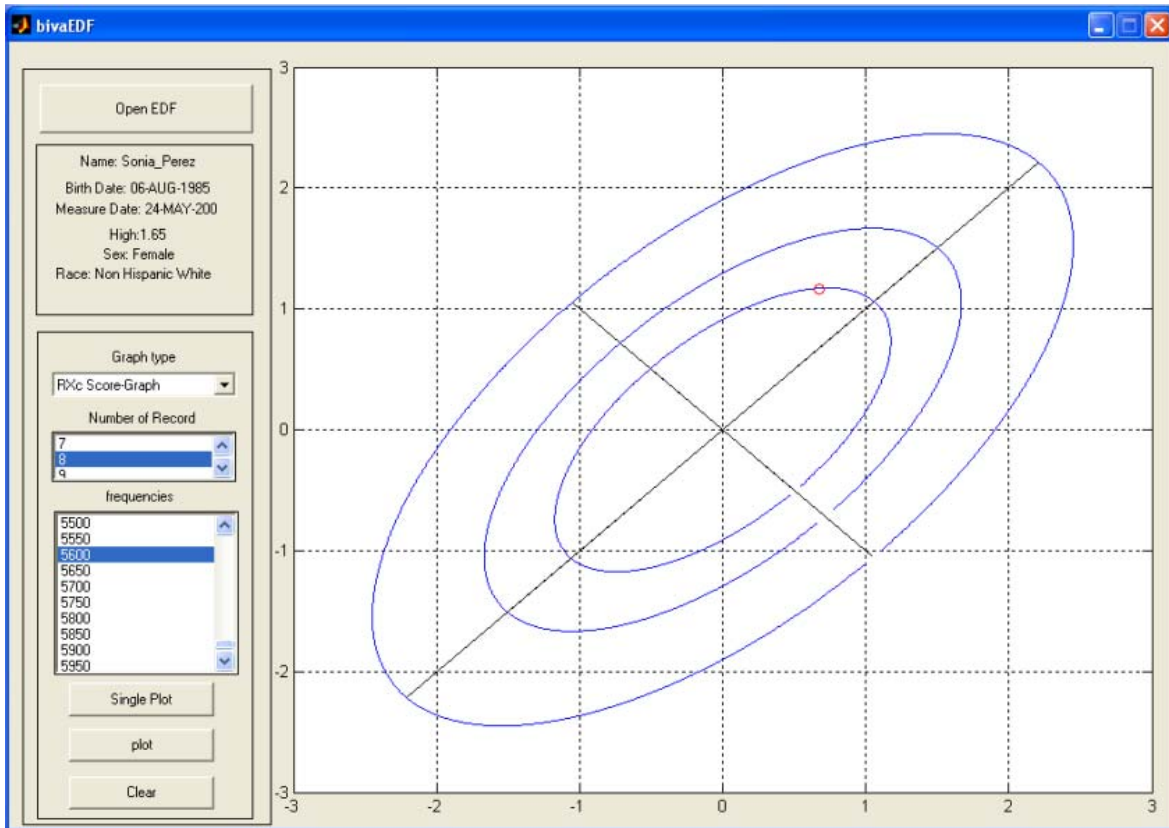 bivaEDF
Open EDF
Name: Sonia_Perez
Birth Date: 06-AUG-1985
Measure Date: 24-MAY-200
High:1.65
Sex: Female
Race: Non Hispanic White
Graph type
RXc Score-Graph
Number of Record
7
8
9
frequencies
5500
5550
5600
5650
5700
5750
5800
5850
5900
5950
Single Plot
plot
Clear
3
2
1
0
-1
-2
-3
-3 -2 -1 0 1 2 3